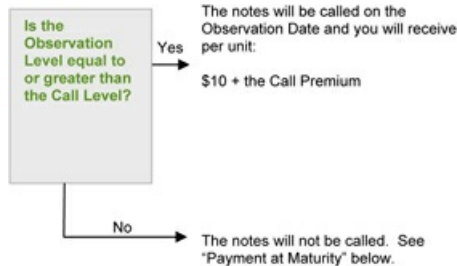 Is the
Observation
Level equal to
or greater than
the Call Level?
Yes
The notes will be called on the
Observation Date and you will receive
per unit:
$10 + the Call Premium
No
The notes will not be called.  See
“Payment at Maturity” below.